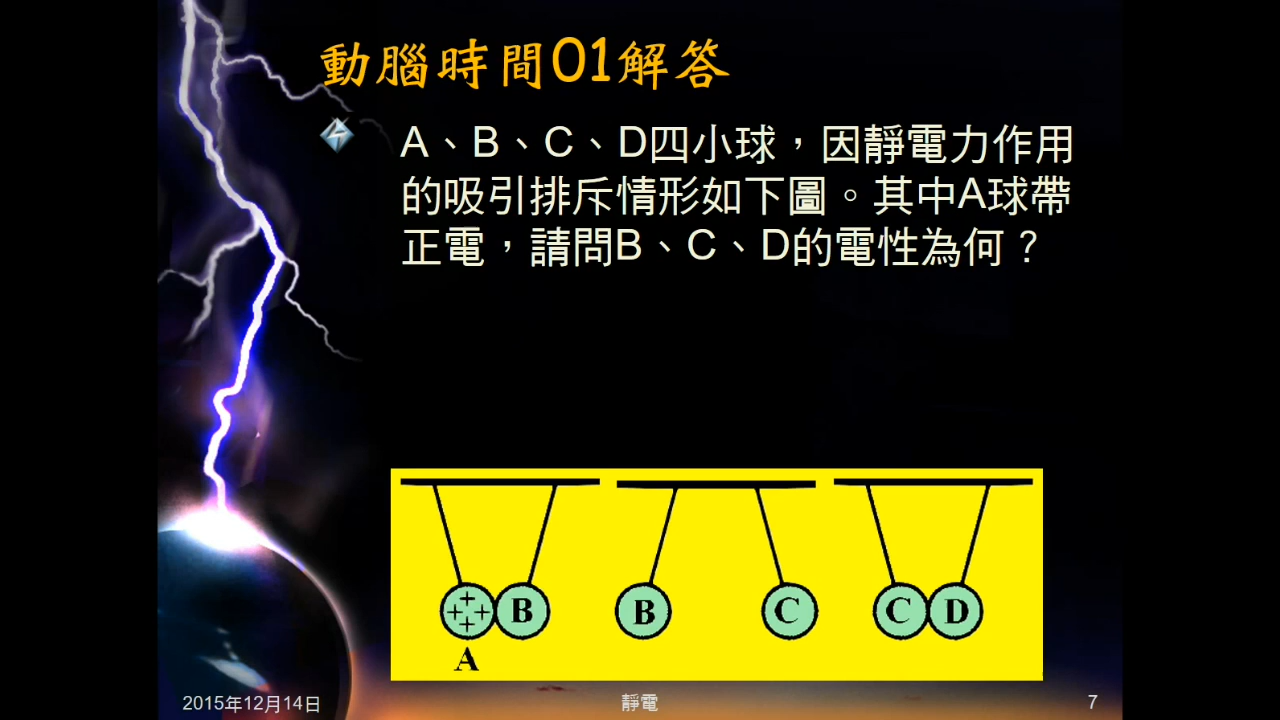 動腦時間01解答
A、B、C、D四小球，因靜電力作用
的吸引排斥情形如下圖。其中A球帶
正電，請問B、C、D的電性為何？
++++ B B C C D
A
2015年12月14日 靜電 7